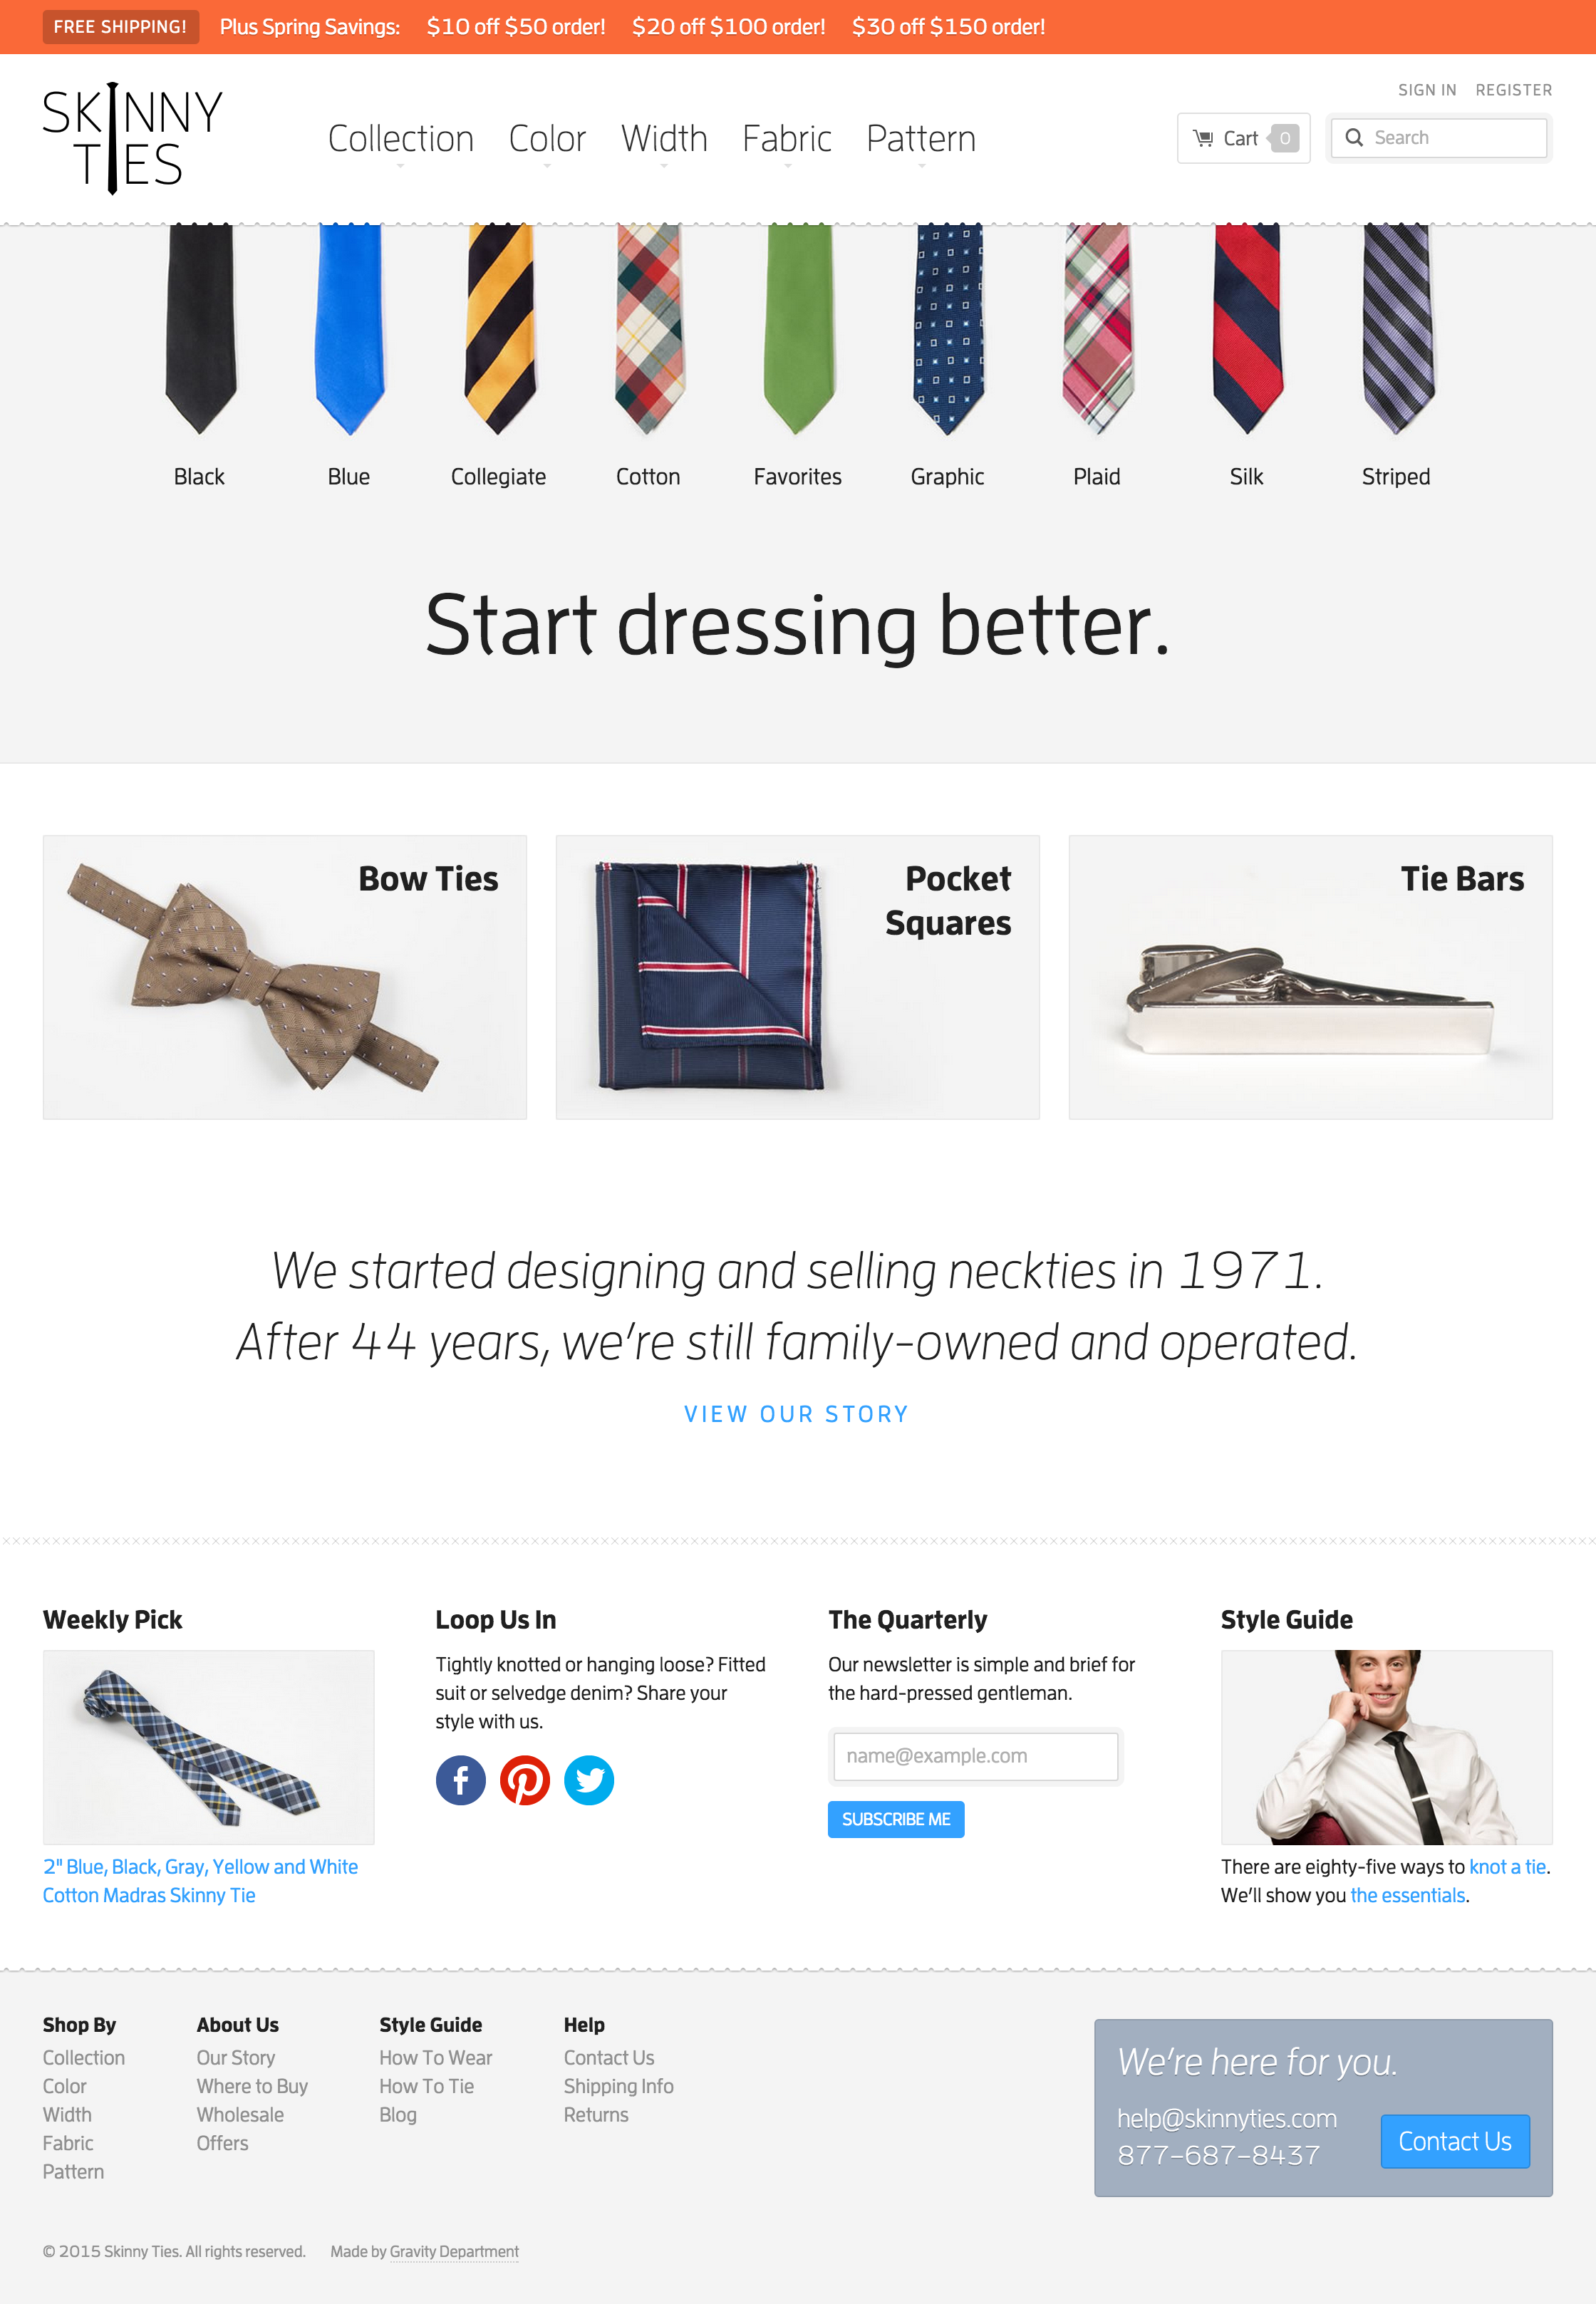 FREE SHIPPING! Plus Spring Savings: $10 off $50 order! $20 off $100 order! $30 off $150 order!
SIGN IN REGISTER
SKINNY
TIES
Collection Color Width Fabric Pattern
Cart 0
Search
Black Blue Collegiate Cotton Favorites Graphic Plaid Silk Striped
Start dressing better.
Bow Ties
Pocket
Squares
Tie Bars
We started designing and selling neckties in 1971.
After 44 years, we're still family-owned and operated.
VIEW OUR STORY
Weekly Pick
2" Blue, Black, Gray, Yellow and White
Cotton Madras Skinny Tie
Loop Us In
Tightly knotted or hanging loose? Fitted
suit or selvedge denim? Share your
style with us.
The Quarterly
Our newsletter is simple and brief for
the hard-pressed gentleman.
name@example.com
SUBSCRIBE ME
Style Guide
There are eighty-five ways to knot a tie.
We'll show you the essentials.
Shop By
Collection
Color
Width
Fabric
Pattern
About Us
Our Story
Where to Buy
Wholesale
Offers
Style Guide
How To Wear
How To Tie
Blog
Help
Contact Us
Shipping Info
Returns
We're here for you.
help@skinnyties.com
877-687-8437
Contact Us
© 2015 Skinny Ties. All rights reserved. Made by Gravity Department